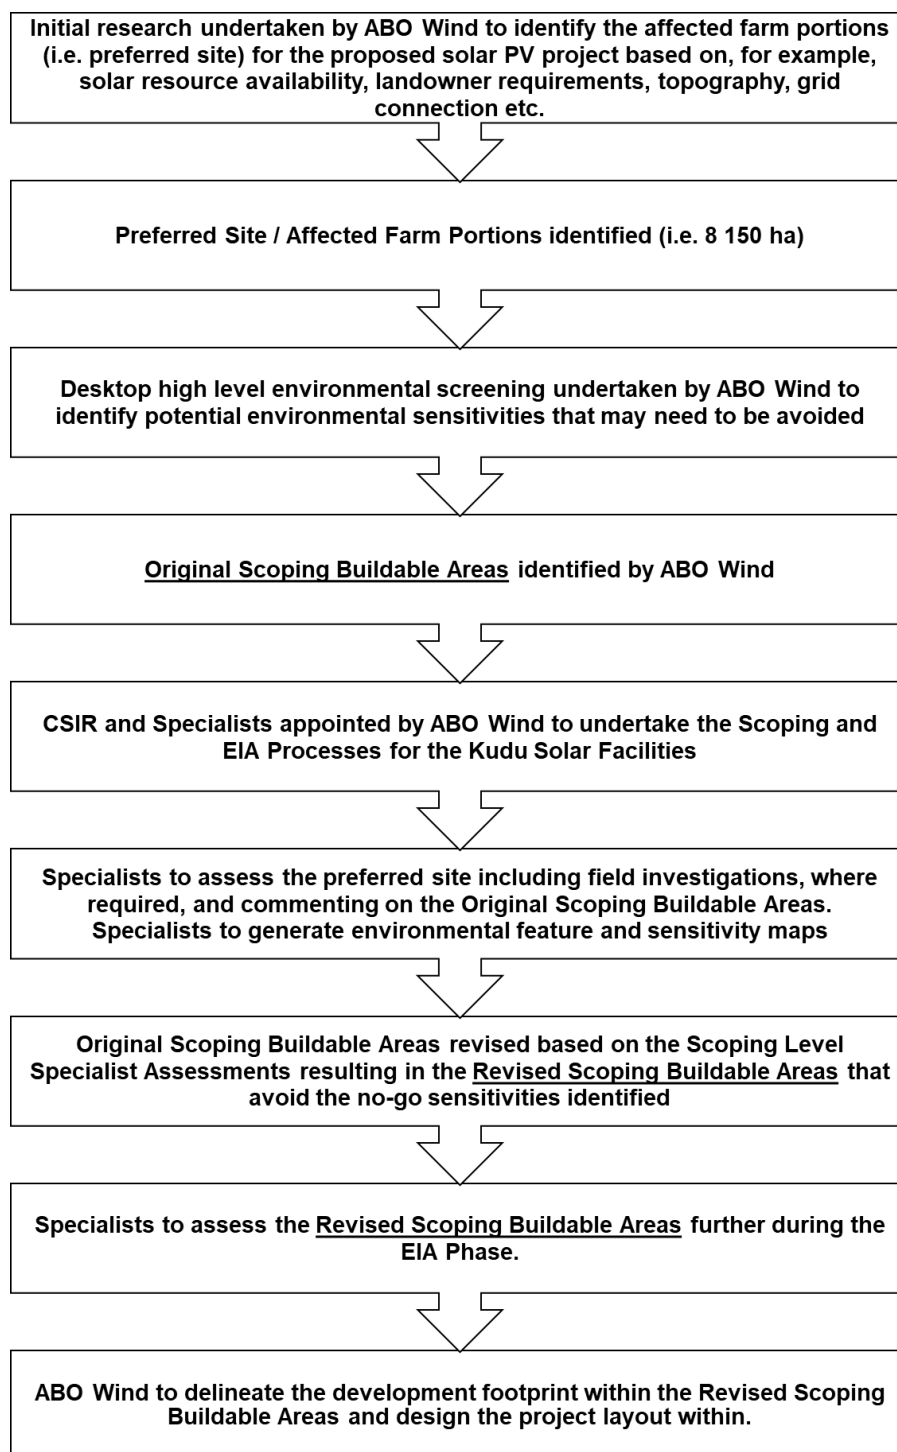 Initial research undertaken by ABO Wind to identify the affected farm portions
(i.e. preferred site) for the proposed solar PV project based on, for example,
solar resource availability, landowner requirements, topography, grid
connection etc.
Preferred Site / Affected Farm Portions identified (i.e. 8 150 ha)
Desktop high level environmental screening undertaken by ABO Wind to
identify potential environmental sensitivities that may need to be avoided
Original Scoping Buildable Areas identified by ABO Wind
CSIR and Specialists appointed by ABO Wind to undertake the Scoping and
EIA Processes for the Kudu Solar Facilities
Specialists to assess the preferred site including field investigations, where
required, and commenting on the Original Scoping Buildable Areas.
Specialists to generate environmental feature and sensitivity maps
Original Scoping Buildable Areas revised based on the Scoping Level
Specialist Assessments resulting in the Revised Scoping Buildable Areas that
avoid the no-go sensitivities identified
Specialists to assess the Revised Scoping Buildable Areas further during the
EIA Phase.
ABO Wind to delineate the development footprint within the Revised Scoping
Buildable Areas and design the project layout within.